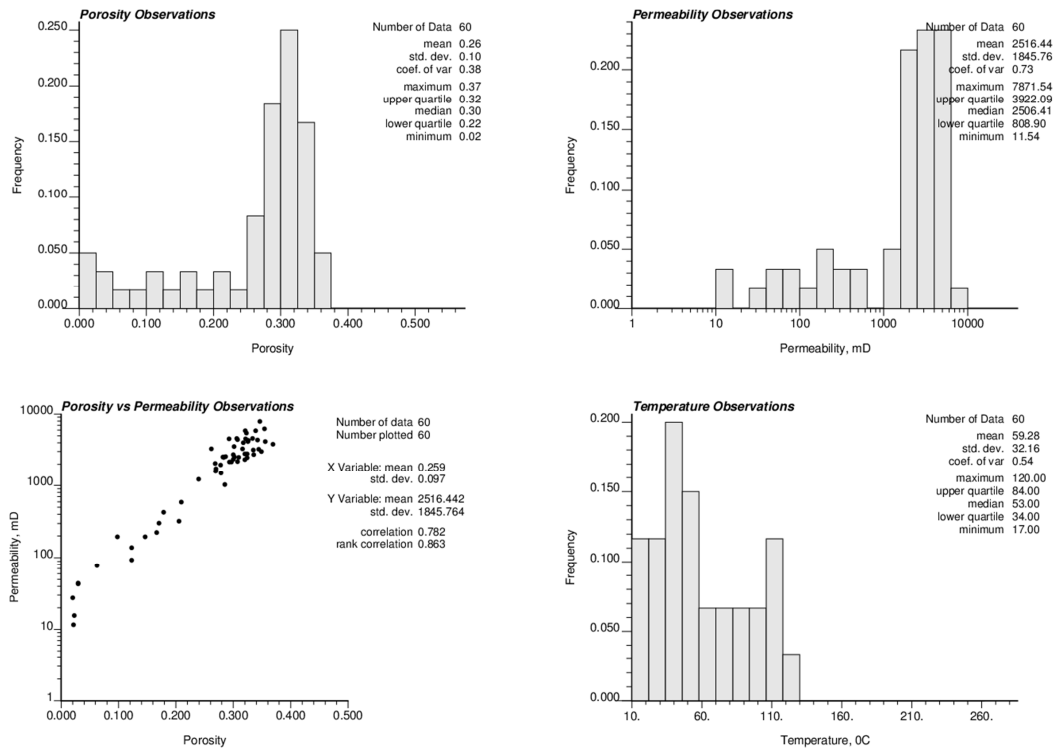 Porosity Observations
Number of Data 60
mean 0.26
std. dev. 0.10
coef. of var 0.38
maximum 0.37
upper quartile 0.32
median 0.30
lower quartile 0.22
minimum 0.02
Frequency
0.250
0.200
0.150
0.100
0.050
0.000
0.000 0.100 0.200 0.300 0.400 0.500
Porosity
Permeability Observations
Number of Data 60
mean 2516.44
std. dev. 1845.76
coef. of var 0.73
maximum 7871.54
upper quartile 3922.09
median 2506.41
lower quartile 808.90
minimum 11.54
Frequency
0.200
0.150
0.100
0.050
0.000
1 10 100 1000 10000
Permeability, mD
Porosity vs Permeability Observations
Number of data 60
Number plotted 60
X Variable: mean 0.259
std. dev. 0.097
Y Variable: mean 2516.442
std. dev. 1845.764
correlation 0.782
rank correlation 0.863
Permeability, mD
10000
1000
100
10
1
0.000 0.100 0.200 0.300 0.400 0.500
Porosity
Temperature Observations
Number of Data 60
mean 59.28
std. dev. 32.16
coef. of var 0.54
maximum 120.00
upper quartile 84.00
median 53.00
lower quartile 34.00
minimum 17.00
Frequency
0.200
0.150
0.100
0.050
0.000
10. 60. 110. 160. 210. 260.
Temperature, 0C